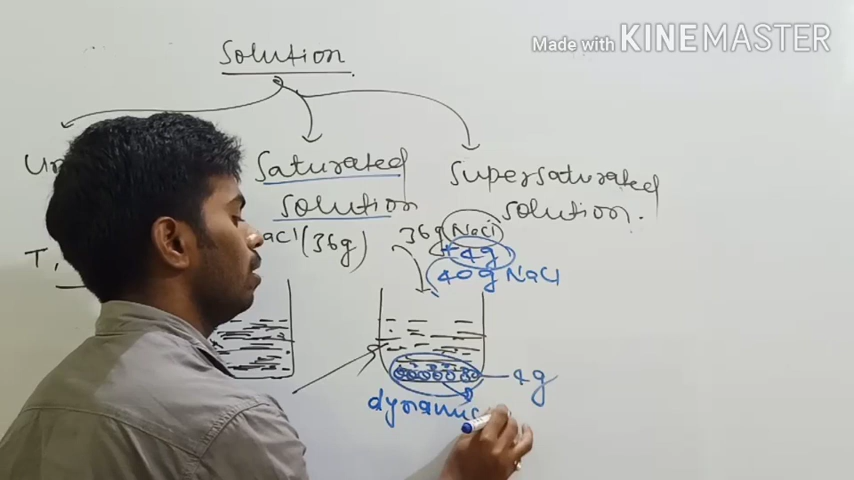 Made with KINEMASTER
Solution
Saturated
solution
Supersaturated
solution.
(36g)
36g NaCl
+4g
40g NaCl
4g
dynamic